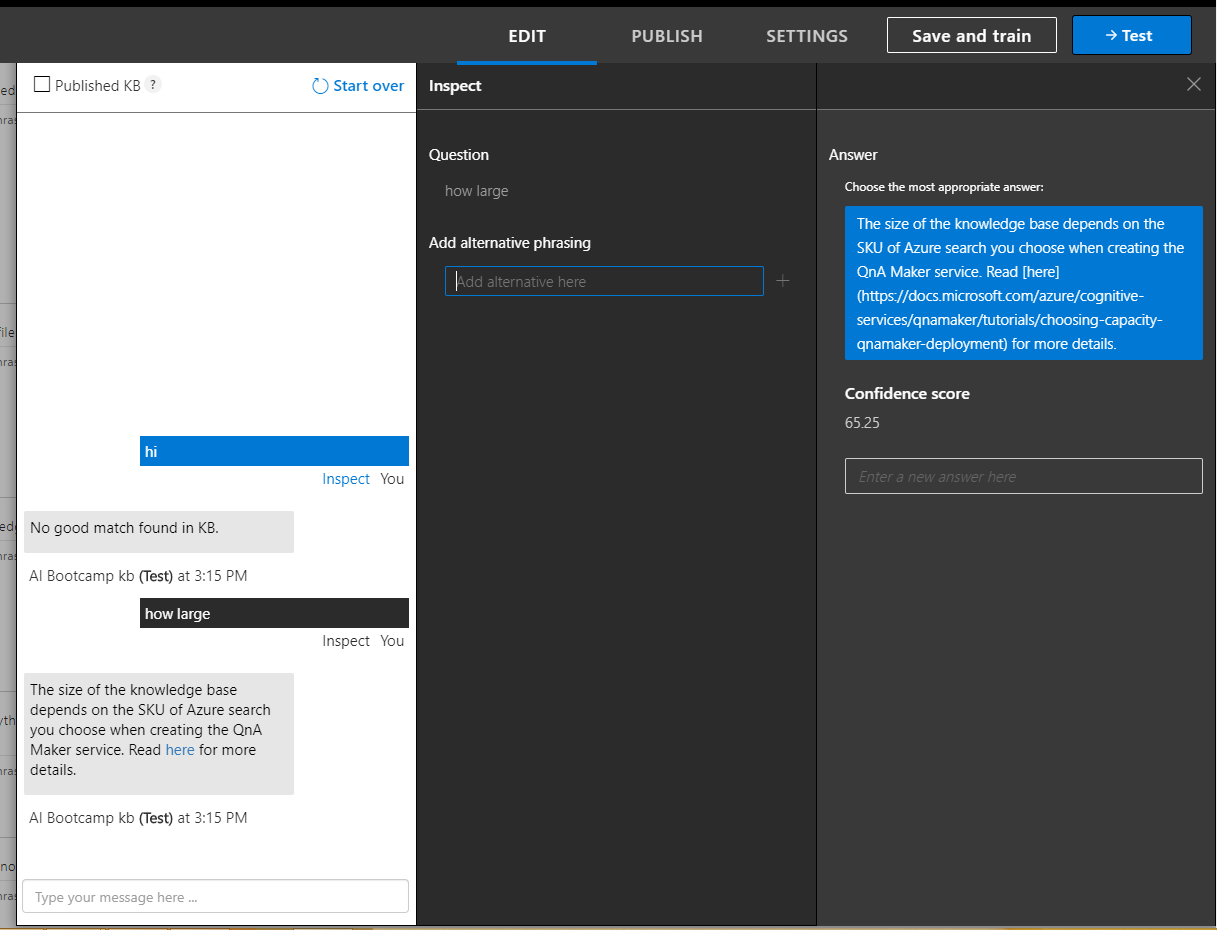 EDIT
PUBLISH
SETTINGS
Save and train
→ Test
Published KB ?
Start over
Inspect
Question
how large
Add alternative phrasing
Add alternative here
Answer
Choose the most appropriate answer:
The size of the knowledge base depends on the
SKU of Azure search you choose when creating the
QnA Maker service. Read [here]
(https://docs.microsoft.com/azure/cognitive-
services/qnamaker/tutorials/choosing-capacity-
qnamaker-deployment) for more details.
Confidence score
65.25
Enter a new answer here
hi
Inspect You
No good match found in KB.
AI Bootcamp kb (Test) at 3:15 PM
how large
Inspect You
The size of the knowledge base
depends on the SKU of Azure search
you choose when creating the QnA
Maker service. Read here for more
details.
AI Bootcamp kb (Test) at 3:15 PM
Type your message here ...